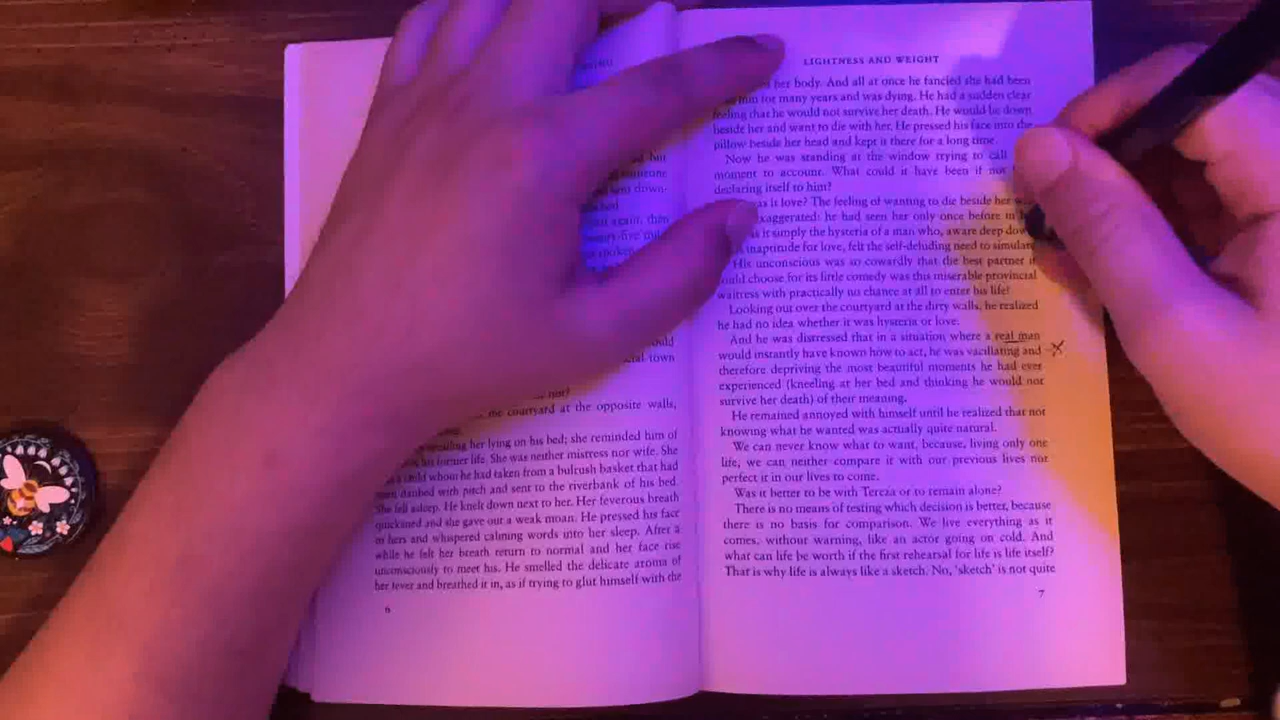 someone
down-
again, than
town
the courtyard at the opposite walls,
her lying on his bed; she reminded him of
his former life. She was neither mistress nor wife. She
child whom he had taken from a bulrush basket that had
daubed with pitch and sent to the riverbank of his bed.
She fell asleep. He knelt down next to her. Her feverous breath
quickened and she gave out a weak moan. He pressed his face
to hers and whispered calming words into her sleep. After a
while he felt her breath return to normal and her face rise
unconsciously to meet his. He smelled the delicate aroma of
her fever and breathed it in, as if trying to glut himself with the
6
LIGHTNESS AND WEIGHT
her body. And all at once he fancied she had been
him for many years and was dying. He had a sudden clear
feeling that he would not survive her death. He would lie down
beside her and want to die with her. He pressed his face into the
pillow beside her head and kept it there for a long time.
Now he was standing at the window trying to call
moment to account. What could it have been if not
declaring itself to him?
as it love? The feeling of wanting to die beside her
exaggerated: he had seen her only once before in
it simply the hysteria of a man who, aware deep down
inaptitude for love, felt the self-deluding need to simulate
His unconscious was so cowardly that the best partner it
could choose for its little comedy was this miserable provincial
waitress with practically no chance at all to enter his life!
Looking out over the courtyard at the dirty walls, he realized
he had no idea whether it was hysteria or love.
And he was distressed that in a situation where a real man
would instantly have known how to act, he was vacillating and
therefore depriving the most beautiful moments he had ever
experienced (kneeling at her bed and thinking he would not
survive her death) of their meaning.
He remained annoyed with himself until he realized that not
knowing what he wanted was actually quite natural.
We can never know what to want, because, living only one
life, we can neither compare it with our previous lives nor
perfect it in our lives to come.
Was it better to be with Tereza or to remain alone?
There is no means of testing which decision is better, because
there is no basis for comparison. We live everything as it
comes, without warning, like an actor going on cold. And
what can life be worth if the first rehearsal for life is life itself?
That is why life is always like a sketch. No, 'sketch' is not quite
7